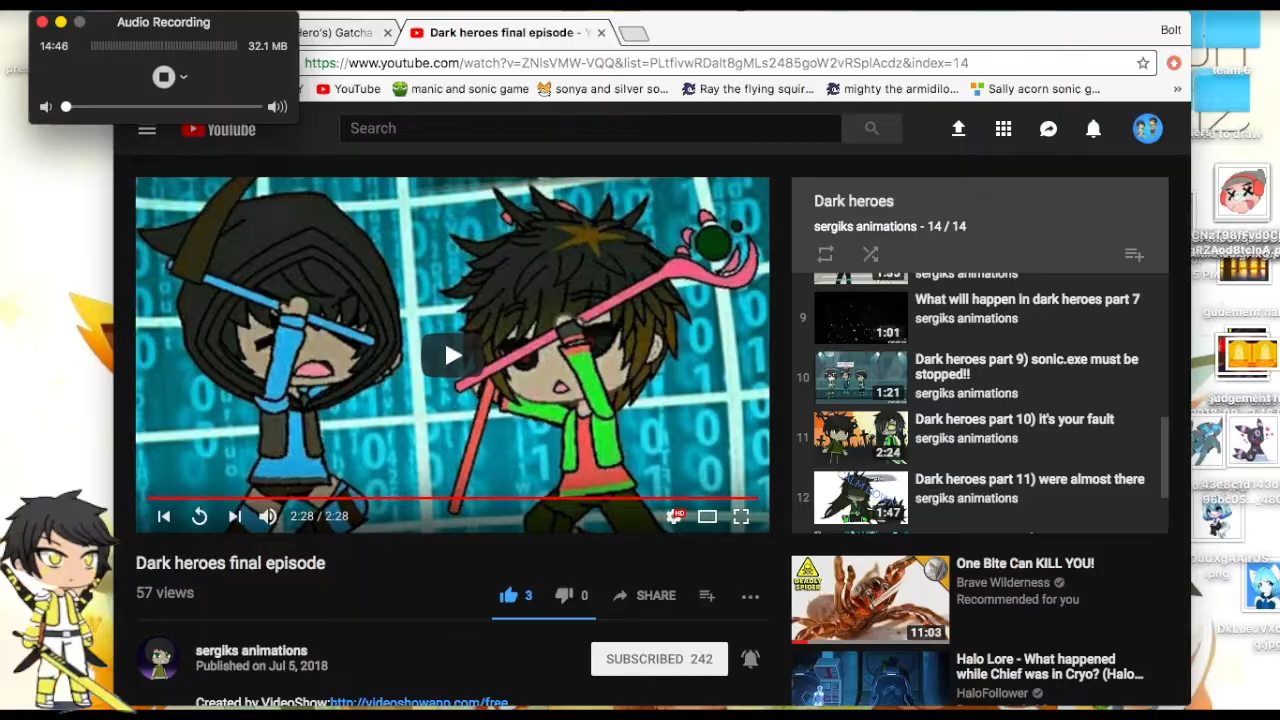 Audio Recording
14:46
32.1 MB
ero's) Gatcha
Dark heroes final episode - Y
Bolt
https://www.youtube.com/watch?v=ZNlsVMW-VQQ&list=PLtfivwRDalt8gMLs2485goW2vRSplAcdz&index=14
YouTube
manic and sonic game
sonya and silver so...
Ray the flying squir...
mighty the armidilo...
Sally acorn sonic g...
»
team-6
YouTube
Search
Dark heroes
sergiks animations - 14 / 14
sergiks animations
9
What will happen in dark heroes part 7
sergiks animations
1:01
10
Dark heroes part 9) sonic.exe must be
stopped!!
sergiks animations
1:21
11
Dark heroes part 10) it's your fault
sergiks animations
2:24
12
Dark heroes part 11) were almost there
sergiks animations
1:47
2:28 / 2:28
HD
Dark heroes final episode
57 views
3
0
SHARE
sergiks animations
Published on Jul 5, 2018
SUBSCRIBED 242
Created by VideoShow:http://videoshowapp.com/free
One Bite Can KILL YOU!
Brave Wilderness
Recommended for you
DEADLY
SPIDER
11:03
Halo Lore - What happened
while Chief was in Cryo? (Halo...
HaloFollower